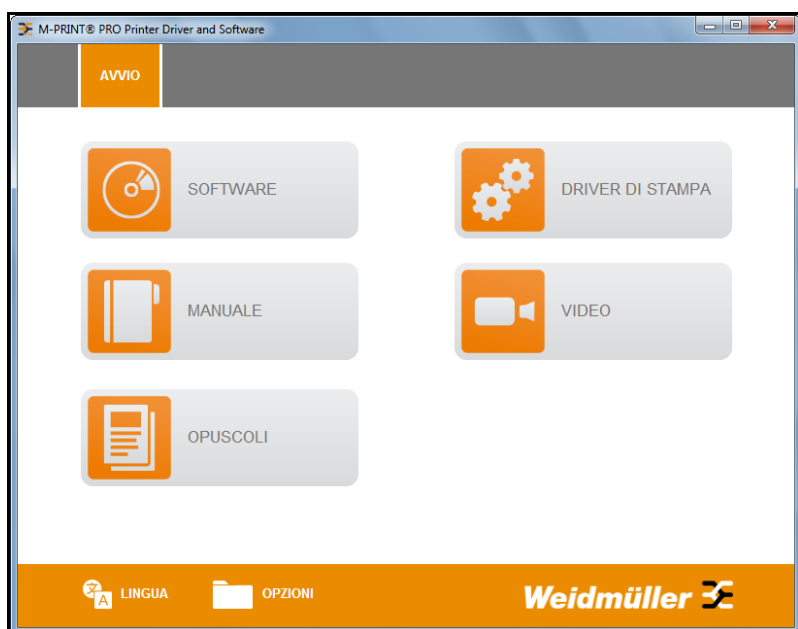 M-PRINT® PRO Printer Driver and Software
AVVIO
SOFTWARE
DRIVER DI STAMPA
MANUALE
VIDEO
OPUSCOLI
LINGUA
OPZIONI
Weidmüller